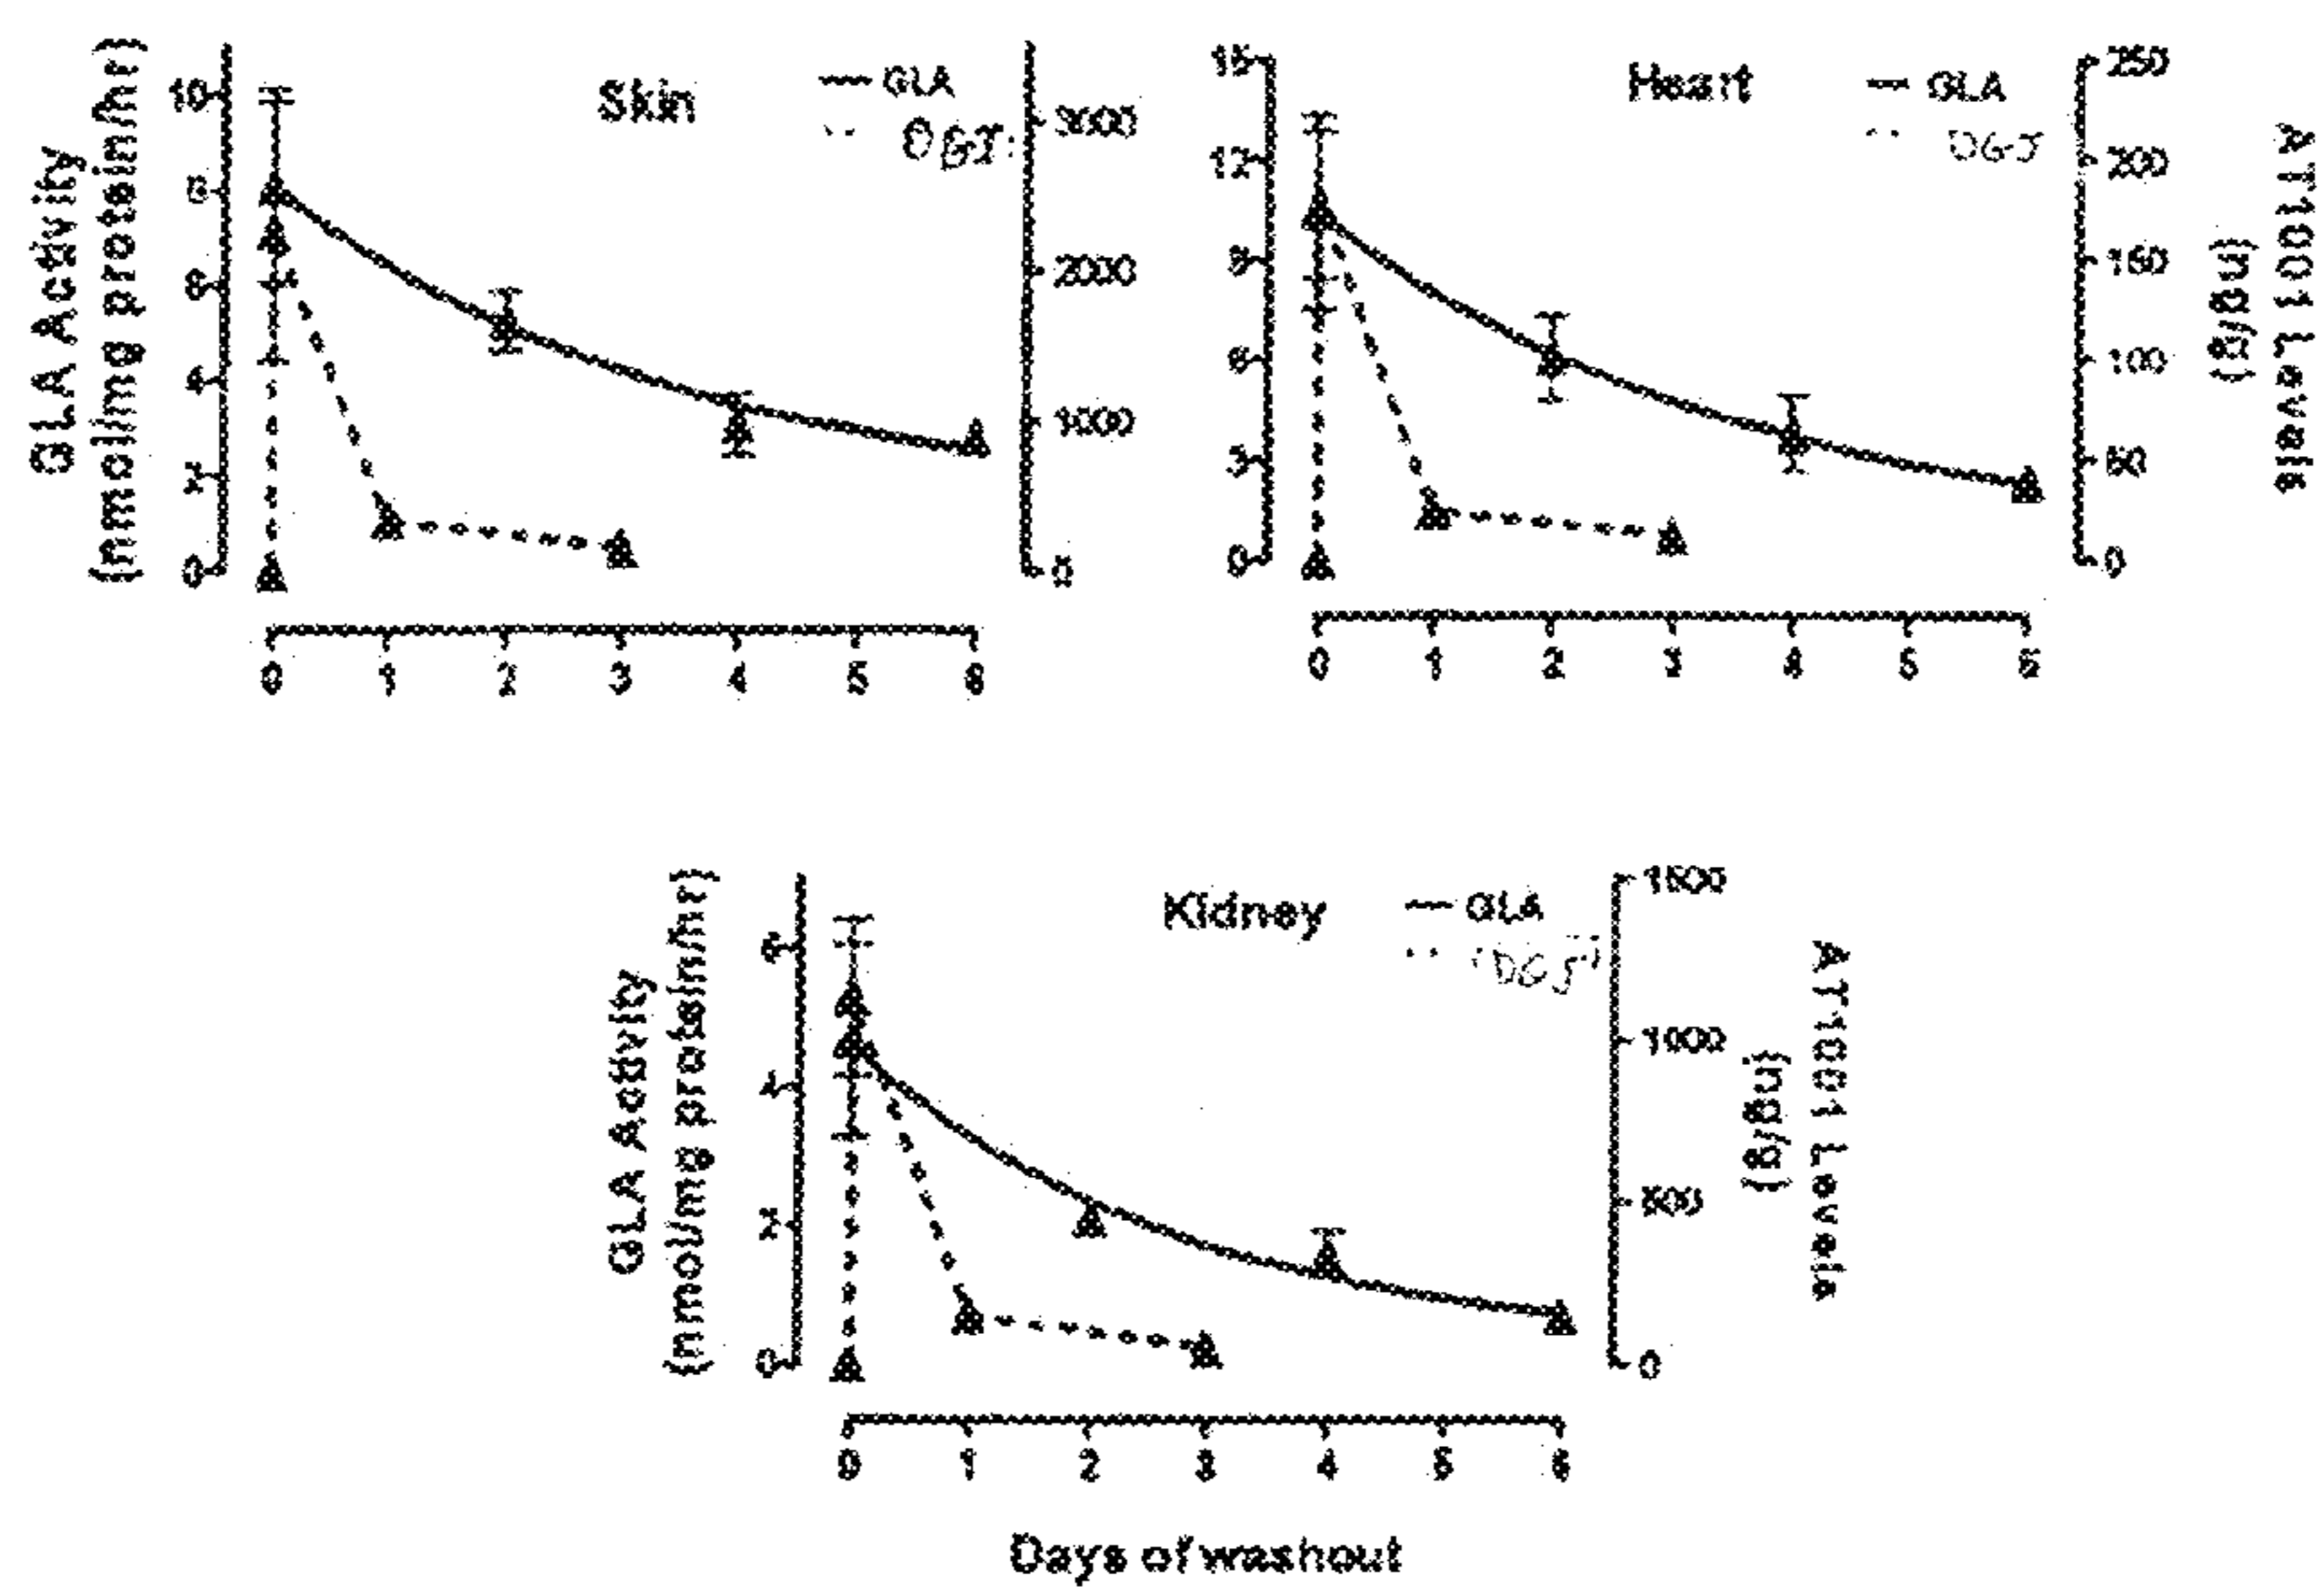 GLA Activity
(nmol/mg protein/hr)
Skin
GLA
DGJ
10
8
6
4
2
0
3000
2000
1000
0
0 1 2 3 4 5 6
Heart
GLA
DGJ
15
12
9
6
3
0
250
200
150
100
50
0
AT1001 Levels
(ng/g)
0 1 2 3 4 5 6
GLA Activity
(nmol/mg protein/hr)
Kidney
GLA
DGJ
6
4
2
0
1500
1000
500
0
AT1001 Levels
(ng/g)
0 1 2 3 4 5 6
Days of washout